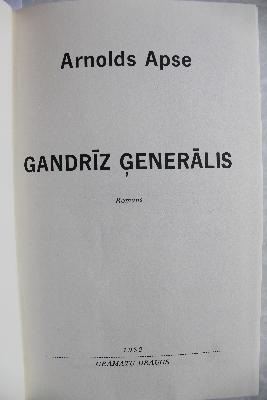 Arnolds Apse
GANDRĪZ ĢENERĀLIS
Romāns
GRĀMATU DRAUGS